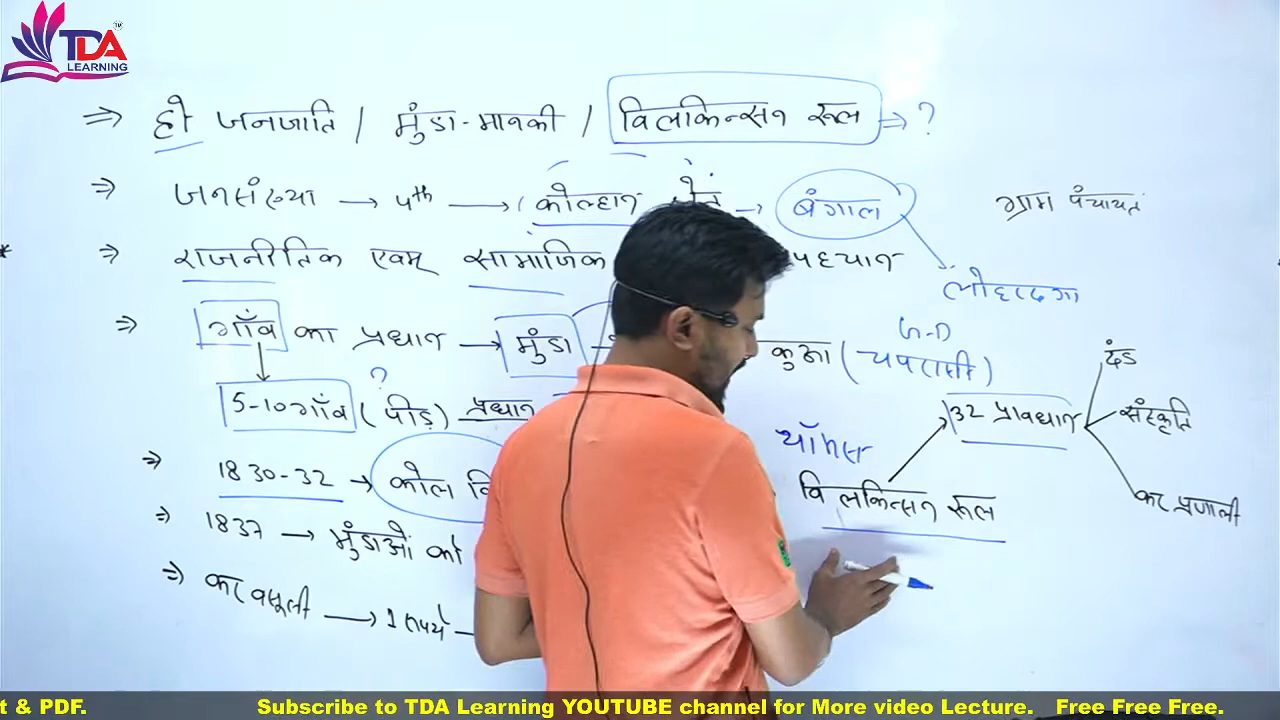 TDA
LEARNING
⇒ हो जनजाति / मुंडा-मानकी / विलकिन्सन रूल ⇒ ?
⇒ जनसंख्या → 4th → कोल्हान → बंगाल
ग्राम पंचायत
लोहरदगा
⇒ राजनीतिक एवम् सामाजिक पहचान
⇒ गाँव का प्रधान → मुंडा
(चपरासी)
?
5-10 गाँव (पीड़) प्रधान
थॉमस
विलकिन्सन रूल
32 प्रावधान
दंड
संस्कृति
कर प्रणाली
⇒ 1830-32 → कोल
⇒ 1837 → मुंडाओं को
⇒ कर वसूली → 1 रुपये
t & PDF. Subscribe to TDA Learning YOUTUBE channel for More video Lecture. Free Free Free.